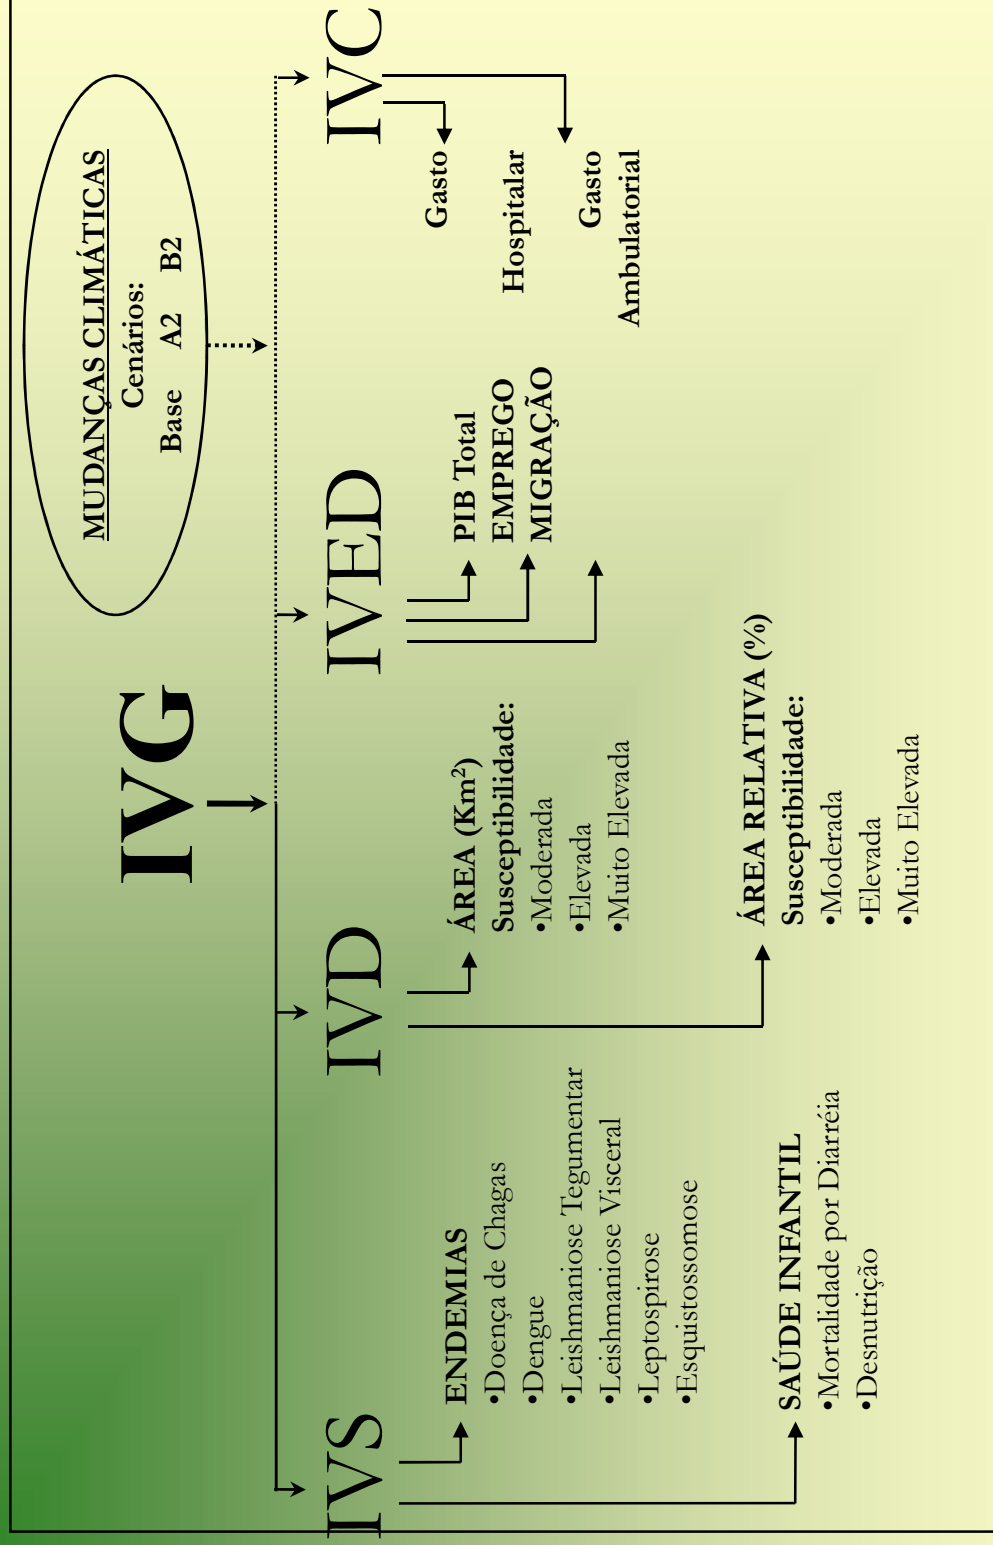 MUDANÇAS CLIMÁTICAS
Cenários:
Base A2 B2
IVG
IVS
IVD
IVED
IVC
ENDEMIAS
•Doença de Chagas
•Dengue
•Leishmaniose Tegumentar
•Leishmaniose Visceral
•Leptospirose
•Esquistossomose
SAÚDE INFANTIL
•Mortalidade por Diarréia
•Desnutrição
ÁREA (Km²)
Susceptibilidade:
•Moderada
•Elevada
•Muito Elevada
ÁREA RELATIVA (%)
Susceptibilidade:
•Moderada
•Elevada
•Muito Elevada
PIB Total
EMPREGO
MIGRAÇÃO
Gasto
Hospitalar
Gasto
Ambulatorial